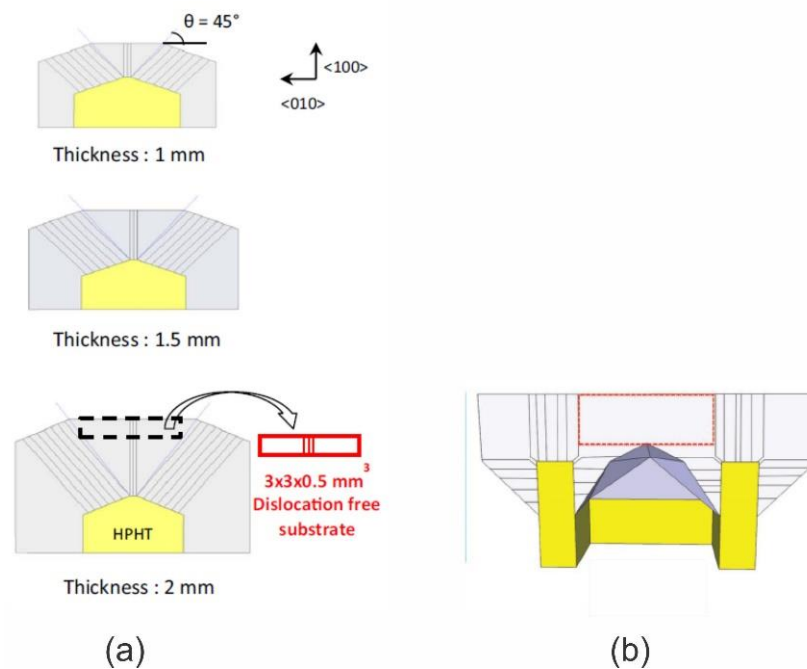 θ = 45°
<100>
<010>
Thickness : 1 mm
Thickness : 1.5 mm
3x3x0.5 mm³
Dislocation free
substrate
HPHT
Thickness : 2 mm
(a)
(b)